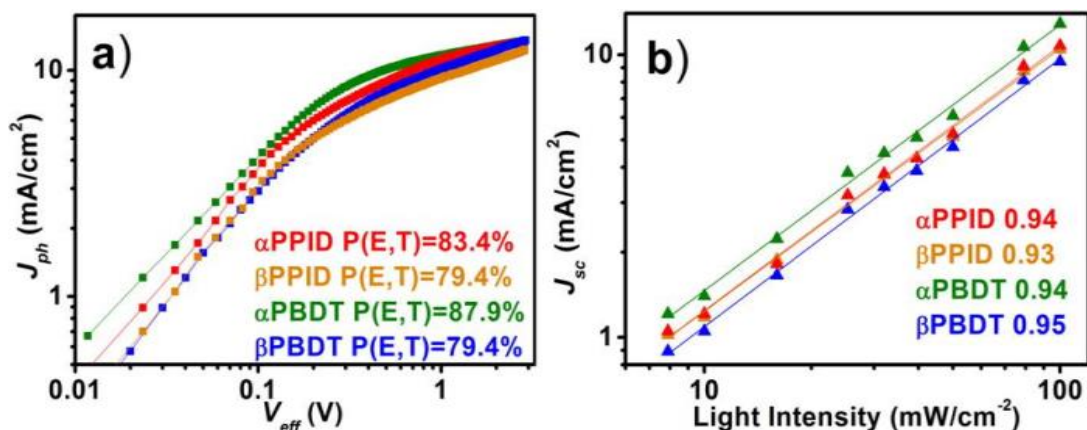 a)
10
1
J_ph (mA/cm²)
αPPID P(E,T)=83.4%
βPPID P(E,T)=79.4%
αPBDT P(E,T)=87.9%
βPBDT P(E,T)=79.4%
0.01 0.1 1
V_eff (V)
b)
10
1
J_sc (mA/cm²)
αPPID 0.94
βPPID 0.93
αPBDT 0.94
βPBDT 0.95
10 100
Light Intensity (mW/cm⁻²)